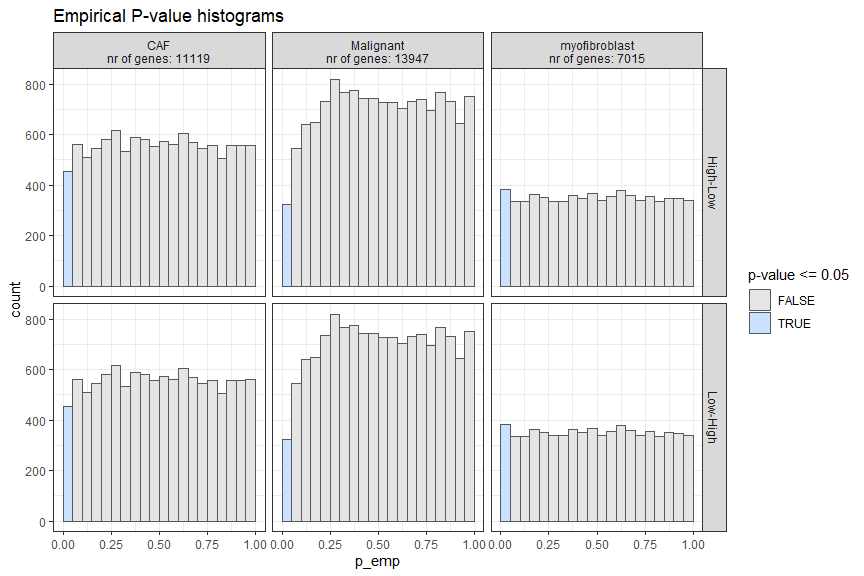 Empirical P-value histograms
CAF
nr of genes: 11119
Malignant
nr of genes: 13947
myofibroblast
nr of genes: 7015
800
600
400
200
0
High-Low
800
600
400
200
0
Low-High
count
0.00 0.25 0.50 0.75 1.00
0.00 0.25 0.50 0.75 1.00
0.00 0.25 0.50 0.75 1.00
p_emp
p-value <= 0.05
FALSE
TRUE